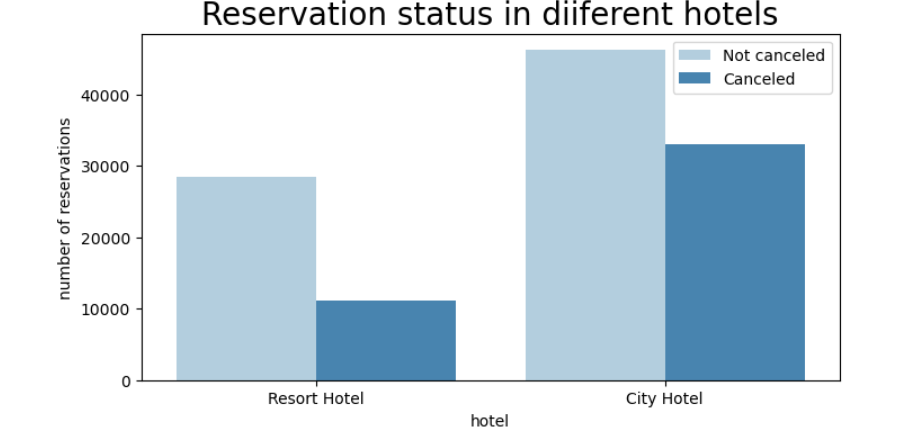 Reservation status in diiferent hotels
Not canceled
Canceled
number of reservations
40000
30000
20000
10000
0
Resort Hotel
City Hotel
hotel